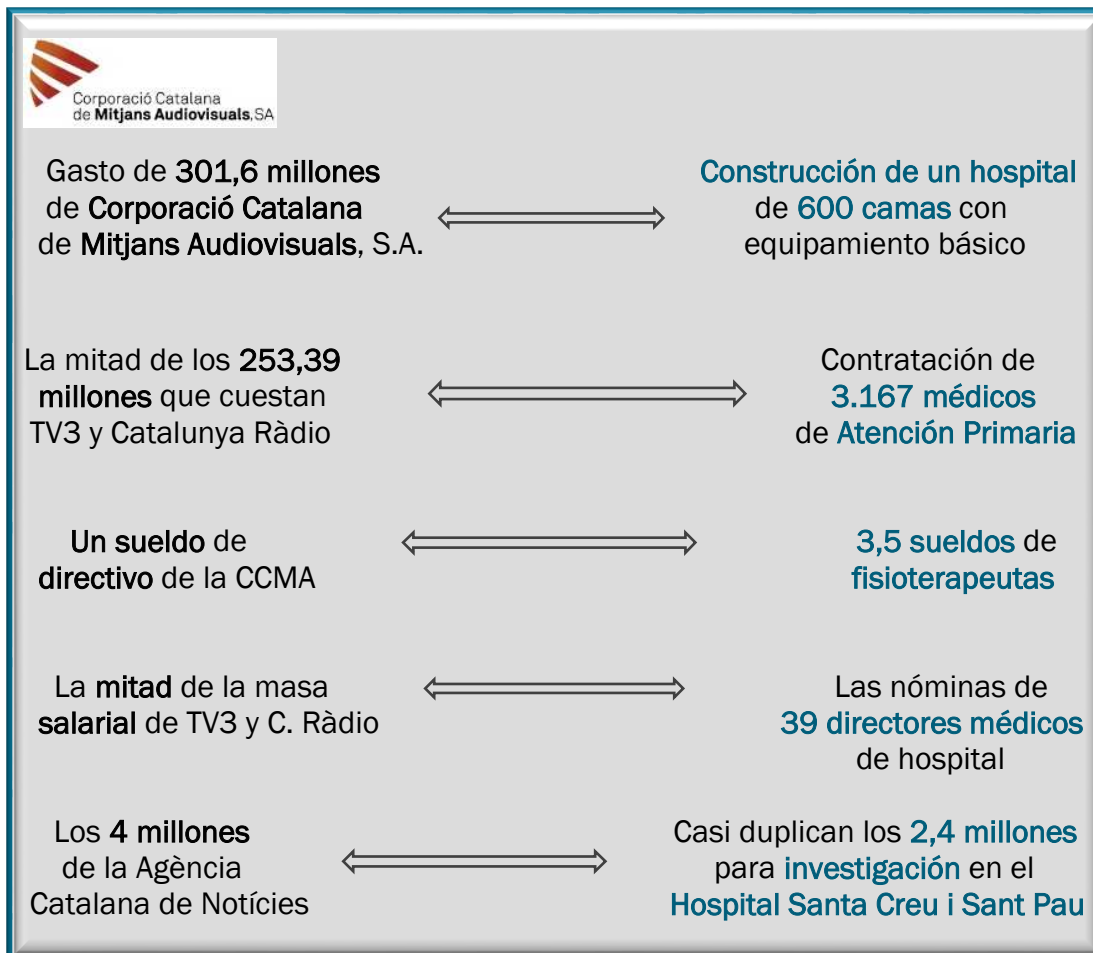 Corporació Catalana
de Mitjans Audiovisuals, SA
Gasto de 301,6 millones
de Corporació Catalana
de Mitjans Audiovisuals, S.A.
Construcción de un hospital
de 600 camas con
equipamiento básico
La mitad de los 253,39
millones que cuestan
TV3 y Catalunya Ràdio
Contratación de
3.167 médicos
de Atención Primaria
Un sueldo de
directivo de la CCMA
3,5 sueldos de
fisioterapeutas
La mitad de la masa
salarial de TV3 y C. Ràdio
Las nóminas de
39 directores médicos
de hospital
Los 4 millones
de la Agència
Catalana de Notícies
Casi duplican los 2,4 millones
para investigación en el
Hospital Santa Creu i Sant Pau